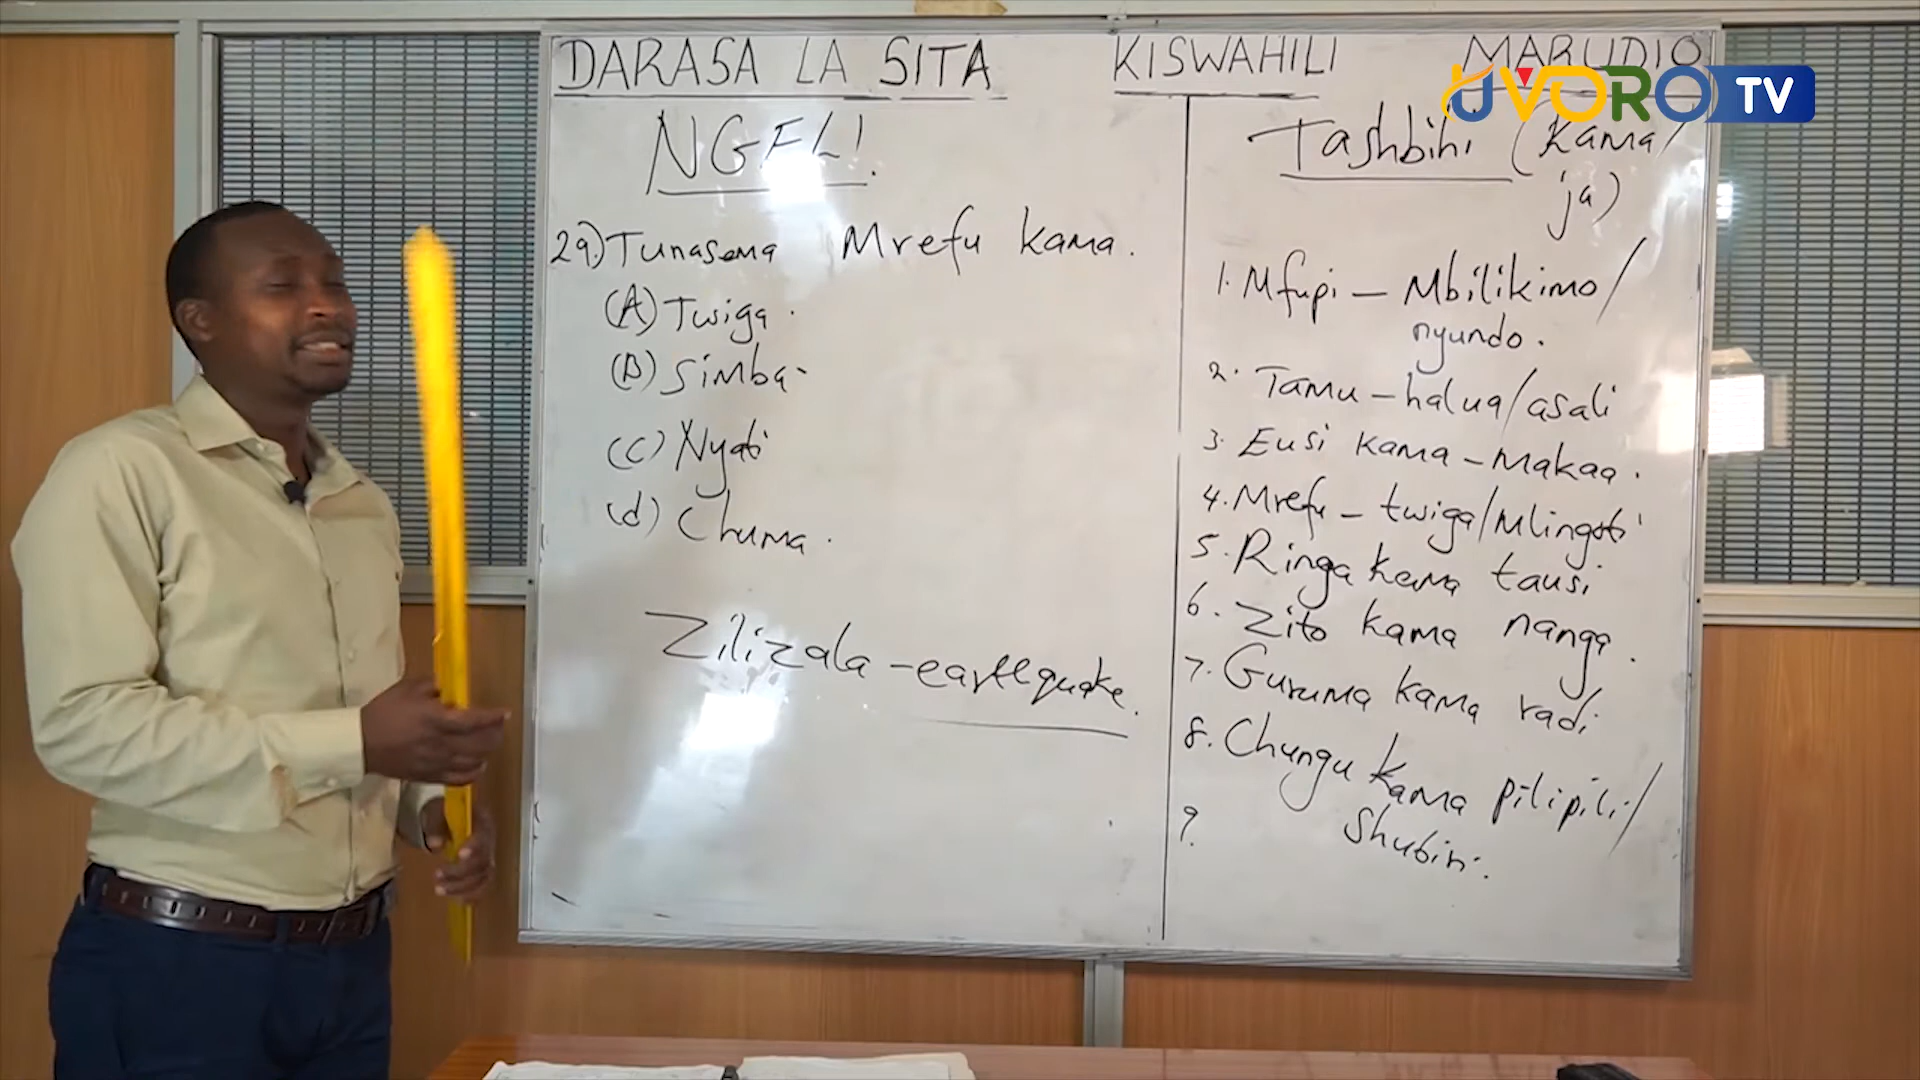 DARASA LA SITA KISWAHILI MARUDIO
UVORO TV
NGELI
29.) Tunasema Mrefu kama.
(A) Twiga.
(B) Simba.
(C) Nyati
(d) Chuma.
Zilizala - earthquake.
Tashbihi (Kama/
ja)
1. Mfupi - Mbilikimo/
nyundo.
2. Tamu - halua/asali
3. Eusi kama - Makaa.
4. Mrefu - twiga/Mlingoti
5. Ringa kama tausi
6. Zito kama nanga.
7. Guruma kama radi
8. Chungu kama pilipili/
Shubiri.
9.